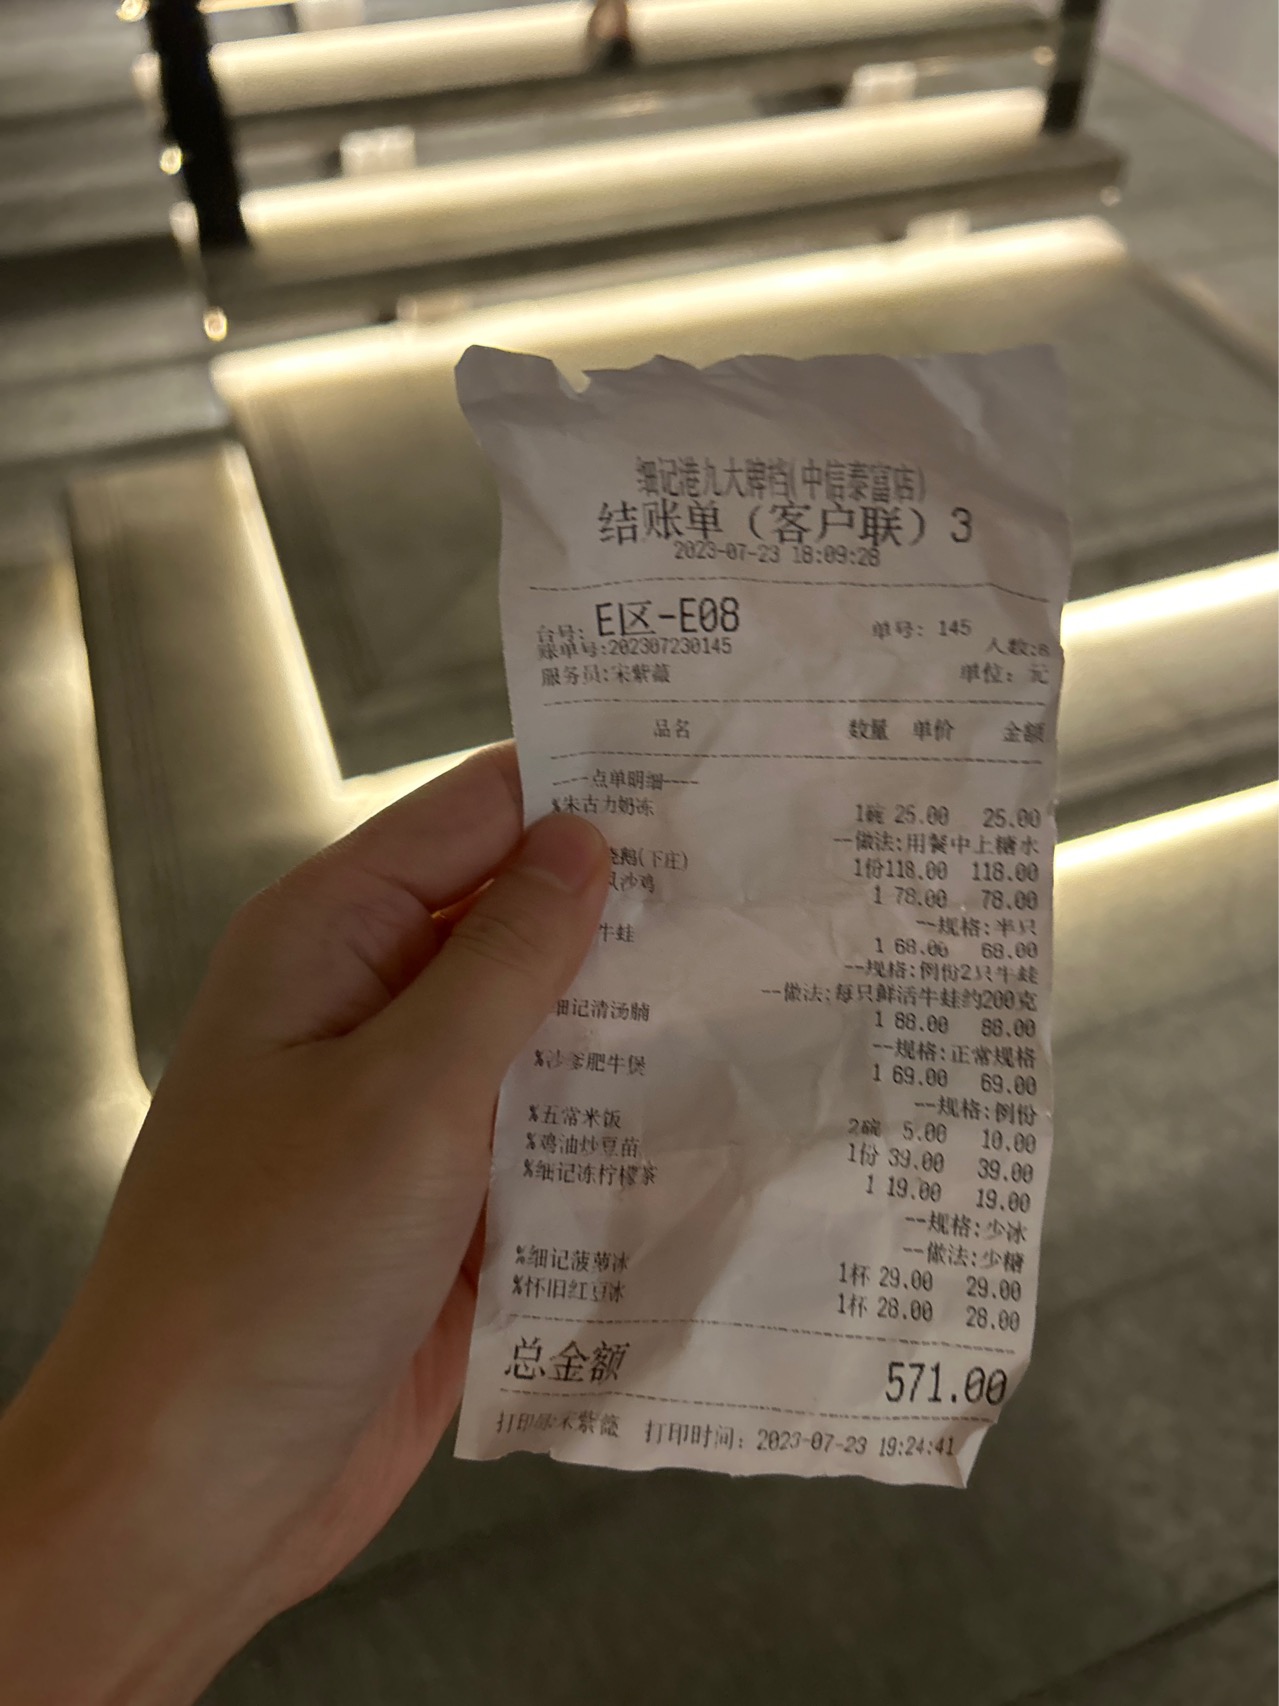 细记港九大牌档(中信泰富店)
结账单（客户联）3
2023-07-23 18:09:28
台号: E区-E08 单号: 145
账单号:202307230145 人数:8
服务员:宋紫薇 单位: 元
品名 数量 单价 金额
----点单明细----
%朱古力奶冻 1碗 25.00 25.00
--做法:用餐中上糖水
烧鹅(下庄) 1份118.00 118.00
风沙鸡 1 78.00 78.00
--规格:半只
牛蛙 1 68.00 68.00
--规格:例份2只牛蛙
--做法:每只鲜活牛蛙约200克
细记清汤腩 1 88.00 88.00
--规格:正常规格
%沙爹肥牛煲 1 69.00 69.00
--规格:例份
%五常米饭 2碗 5.00 10.00
%鸡油炒豆苗 1份 39.00 39.00
%细记冻柠檬茶 1 19.00 19.00
--规格:少冰
--做法:少糖
%细记菠萝冰 1杯 29.00 29.00
%怀旧红豆冰 1杯 28.00 28.00
总金额 571.00
打印 宋紫薇 打印时间: 2023-07-23 19:24:41